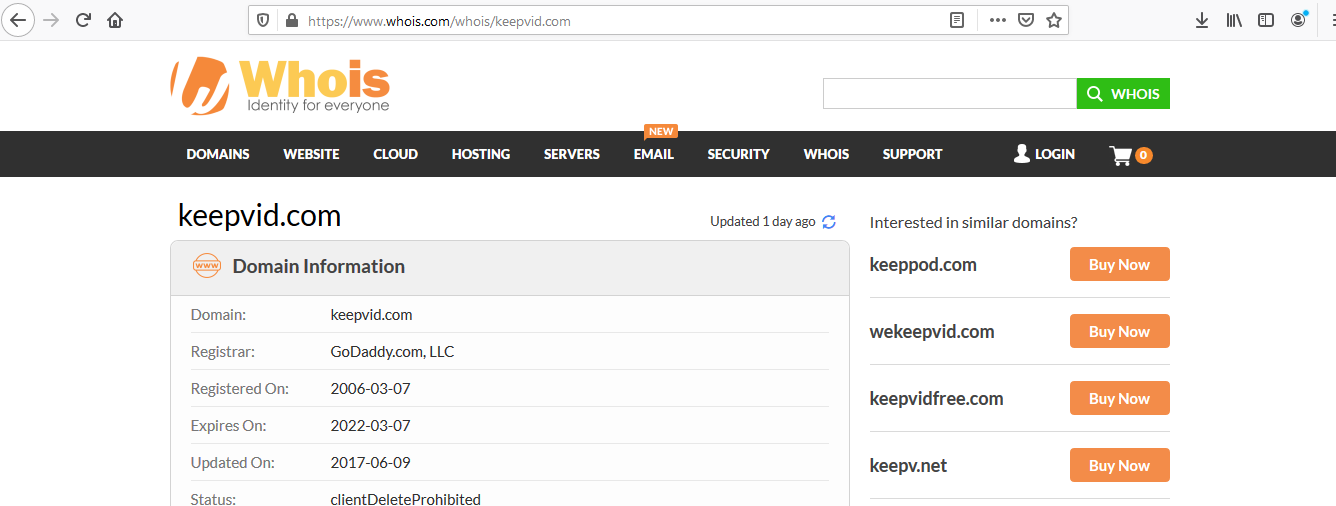 https://www.whois.com/whois/keepvid.com
Whois
Identity for everyone
WHOIS
NEW
DOMAINS WEBSITE CLOUD HOSTING SERVERS EMAIL SECURITY WHOIS SUPPORT LOGIN 0
keepvid.com
Updated 1 day ago
Interested in similar domains?
www Domain Information
Domain: keepvid.com
Registrar: GoDaddy.com, LLC
Registered On: 2006-03-07
Expires On: 2022-03-07
Updated On: 2017-06-09
Status: clientDeleteProhibited
keeppod.com Buy Now
wekeepvid.com Buy Now
keepvidfree.com Buy Now
keepv.net Buy Now